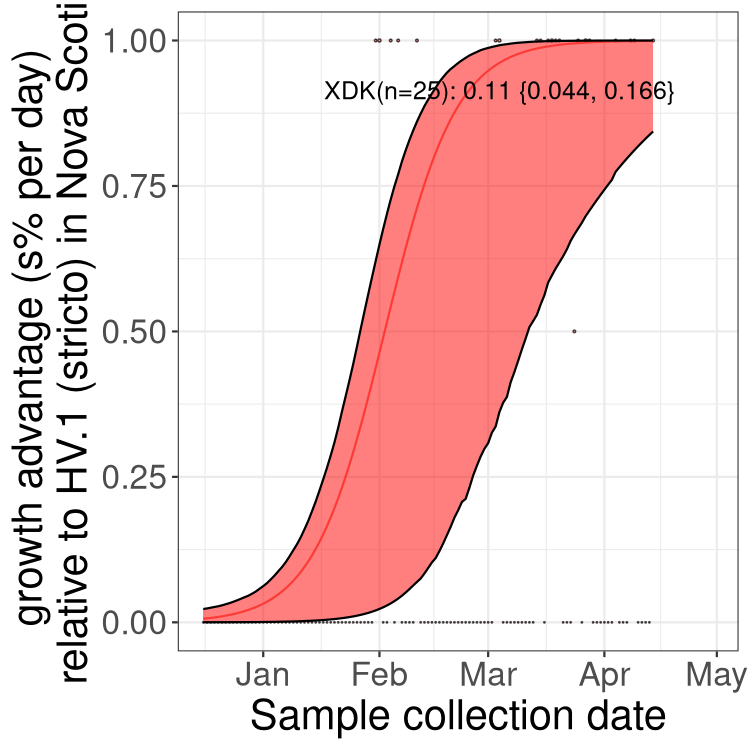 growth advantage (s% per day)
relative to HV.1 (stricto) in Nova Scoti
1.00
0.75
0.50
0.25
0.00
XDK(n=25): 0.11 {0.044, 0.166}
Jan Feb Mar Apr May
Sample collection date